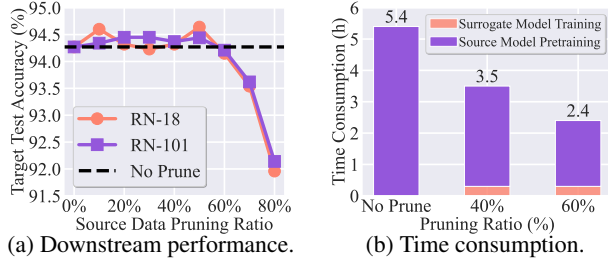 95.0
94.5
94.0
93.5
93.0
92.5
92.0
91.5
Target Test Accuracy (%)
RN-18
RN-101
No Prune
0%
20%
40%
60%
80%
Source Data Pruning Ratio
(a) Downstream performance.
6
5
4
3
2
1
0
Time Consumption (h)
Surrogate Model Training
Source Model Pretraining
5.4
3.5
2.4
No Prune
40%
60%
Pruning Ratio (%)
(b) Time consumption.